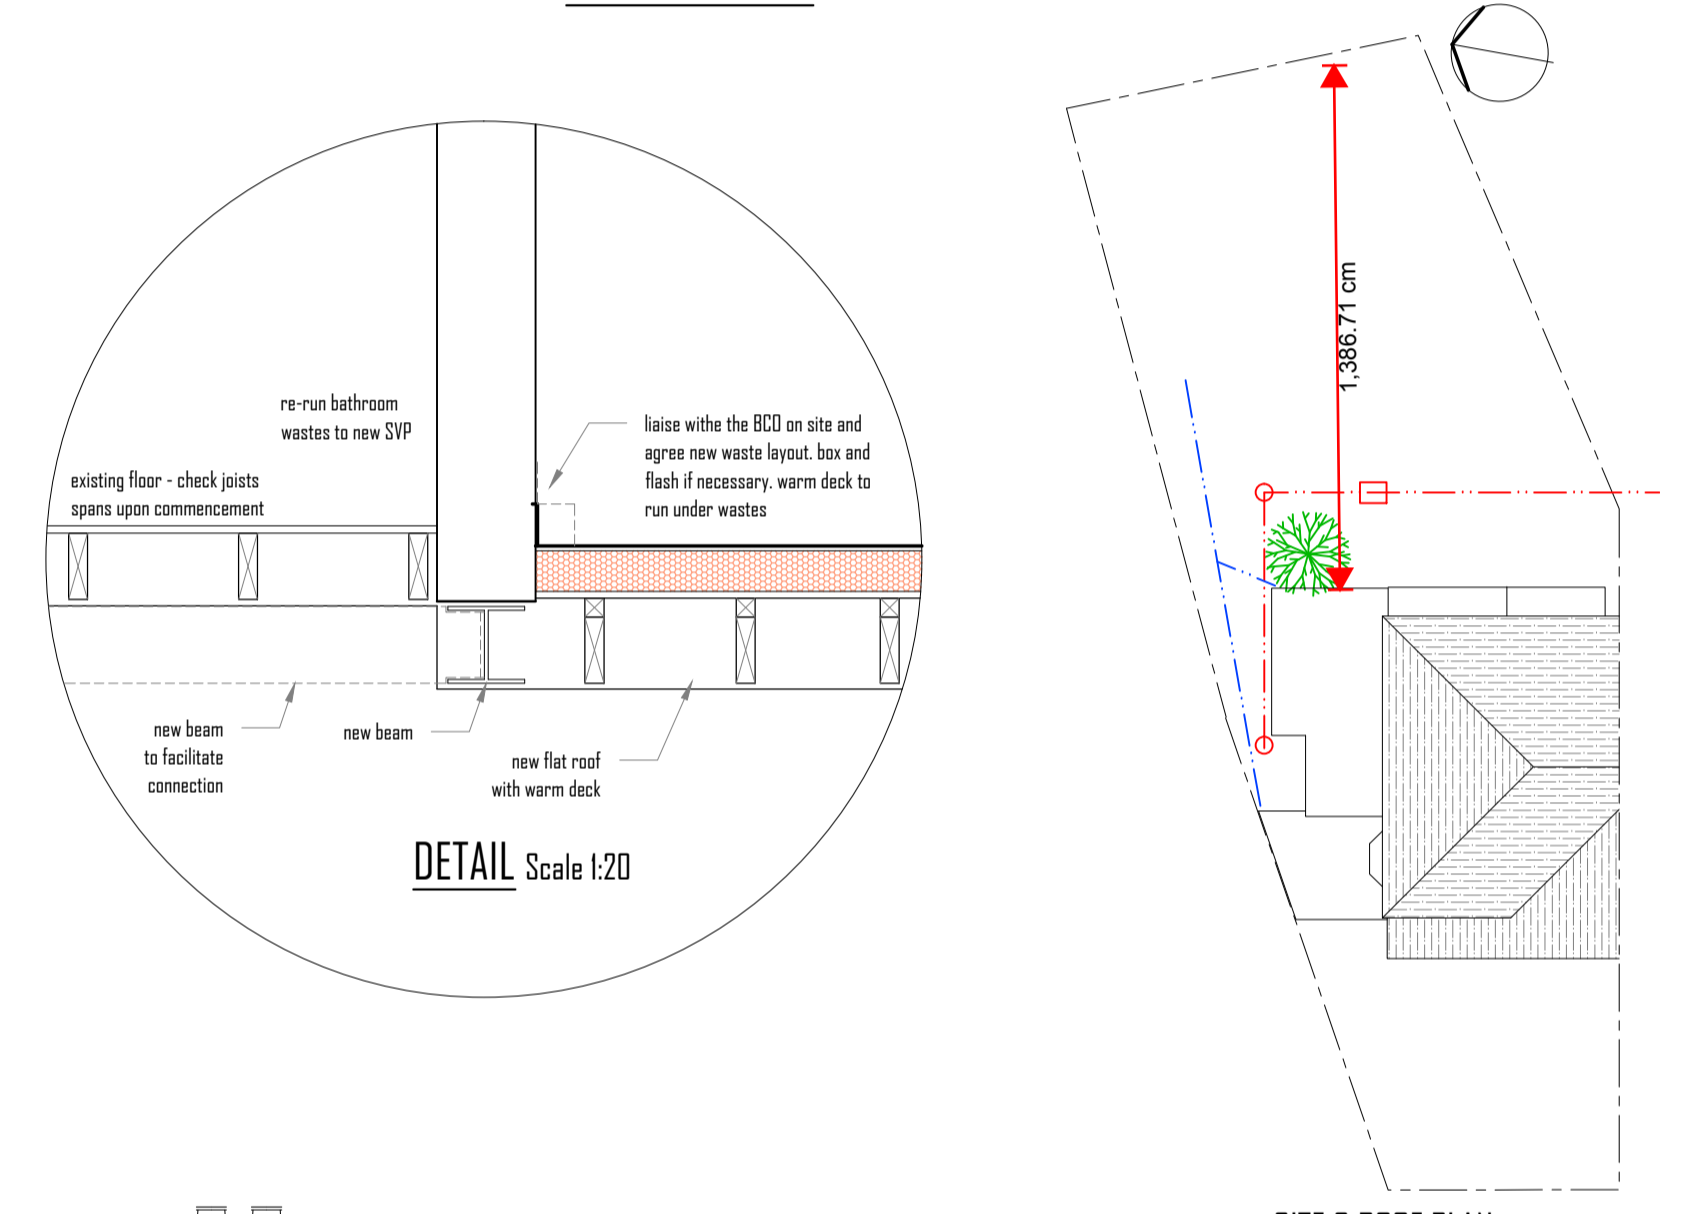 re-run bathroom
wastes to new SVP
existing floor - check joists
spans upon commencement
liaise withe the BCO on site and
agree new waste layout. box and
flash if necessary. warm deck to
run under wastes
new beam
to facilitate
connection
new beam
new flat roof
with warm deck
DETAIL Scale 1:20
1,386.71 cm